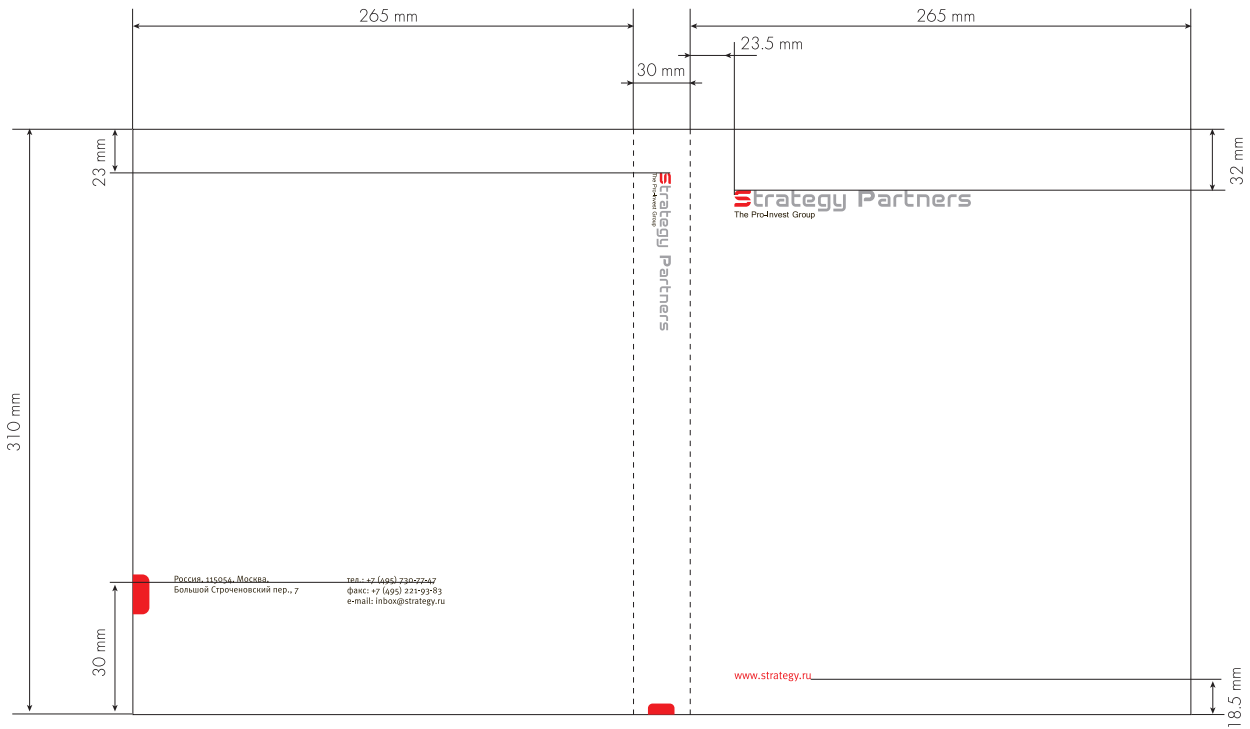 265 mm
265 mm
23.5 mm
30 mm
23 mm
32 mm
Strategy Partners
The Pro-Invest Group
Strategy Partners
The Pro-Invest Group
310 mm
Россия, 115054, Москва,
Большой Строченовский пер., 7
тел.: +7 (495) 730-77-47
факс: +7 (495) 221-93-83
e-mail: inbox@strategy.ru
30 mm
www.strategy.ru
18.5 mm